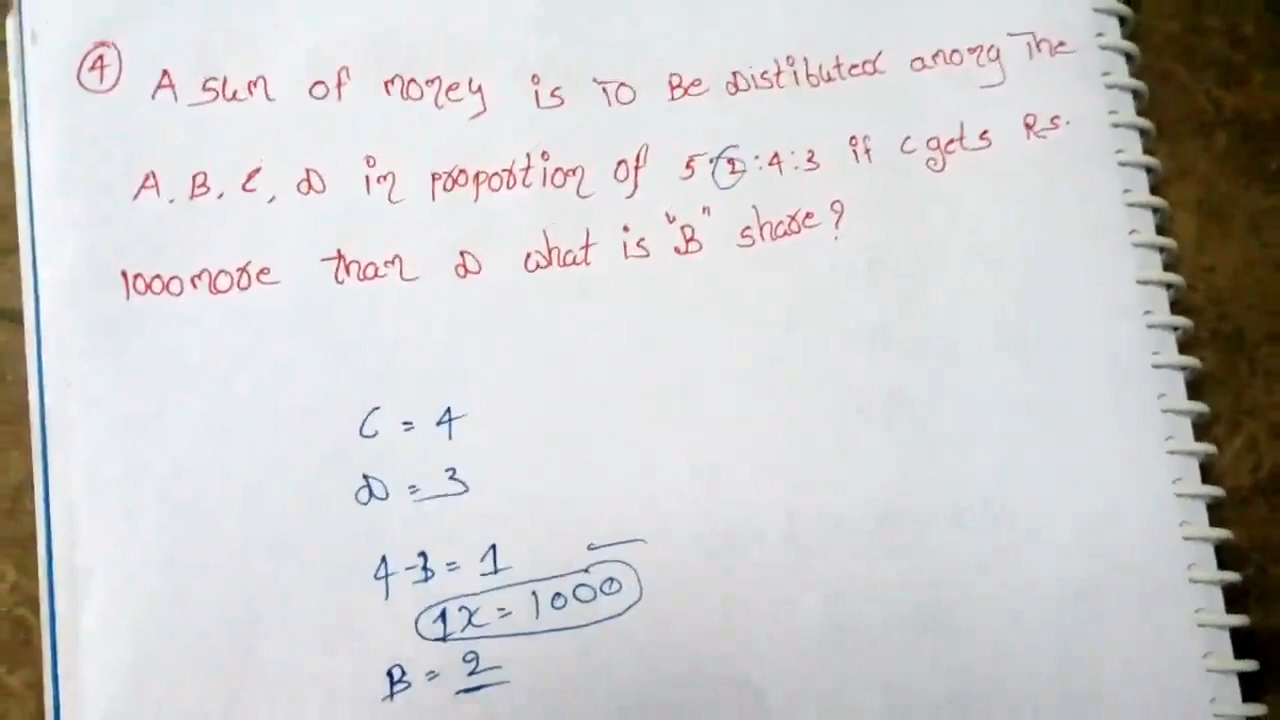 ④ A sum of money is To Be Distibuted among The
A. B. C, D in proportion of 5:2:4:3 if c gets Rs.
1000 more than D what is "B" share?
C = 4
D = 3
4-3 = 1
1x = 1000
B = 2